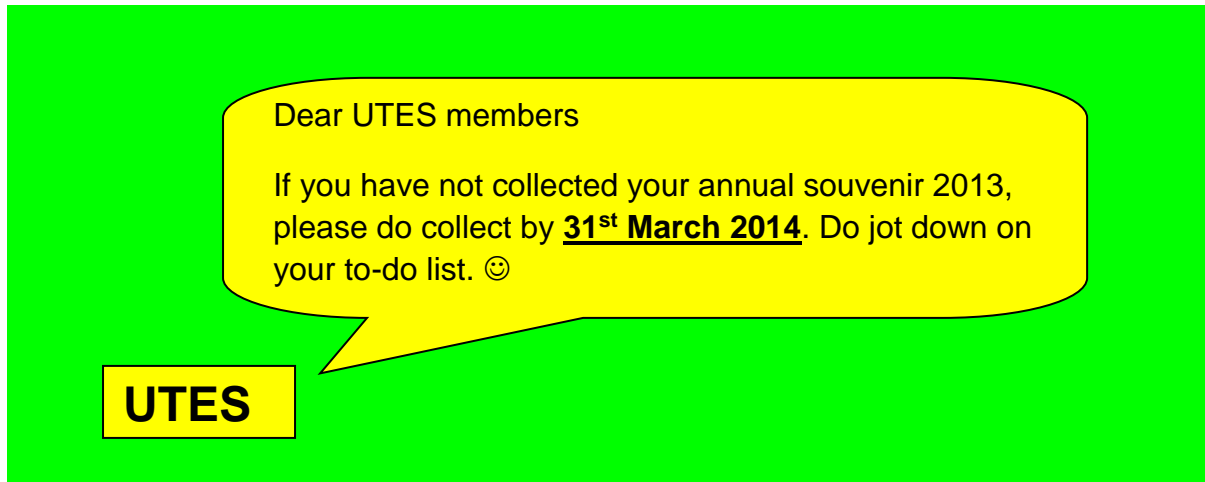 Dear UTES members
If you have not collected your annual souvenir 2013,
please do collect by 31st March 2014. Do jot down on
your to-do list. ☺
UTES